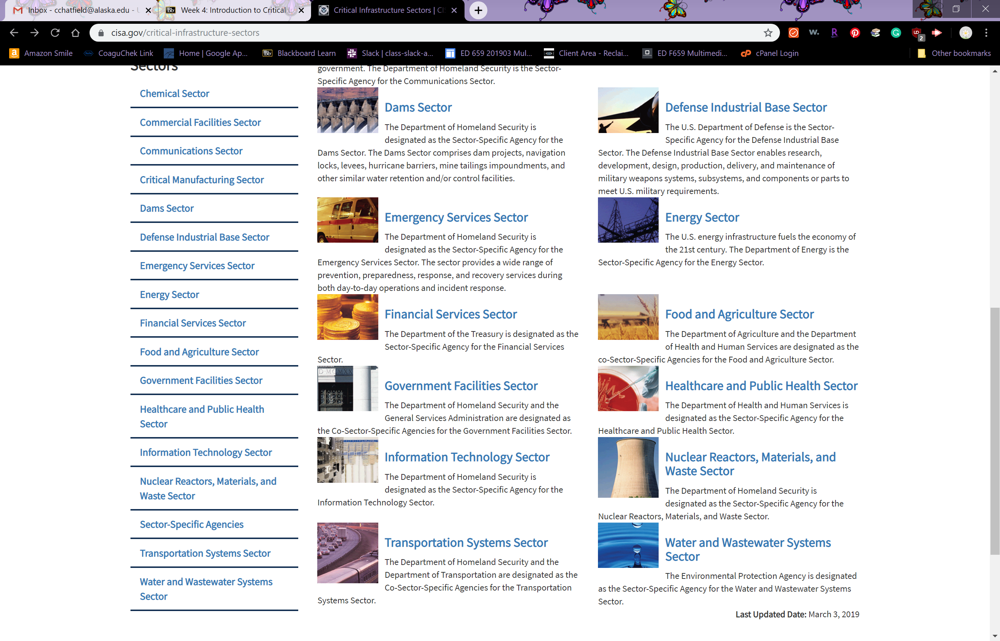 Inbox - cchatfield@alaska.edu - U
Week 4: Introduction to Critical I
Critical Infrastructure Sectors | CI
cisa.gov/critical-infrastructure-sectors
2
Amazon Smile
CoaguChek Link
Home | Google Ap...
Blackboard Learn
Slack | class-slack-a...
ED 659 201903 Mul...
Client Area - Reclai...
ED F659 Multimedi...
cPanel Login
Other bookmarks
Sectors
Chemical Sector
Commercial Facilities Sector
Communications Sector
Critical Manufacturing Sector
Dams Sector
Defense Industrial Base Sector
Emergency Services Sector
Energy Sector
Financial Services Sector
Food and Agriculture Sector
Government Facilities Sector
Healthcare and Public Health
Sector
Information Technology Sector
Nuclear Reactors, Materials, and
Waste Sector
Sector-Specific Agencies
Transportation Systems Sector
Water and Wastewater Systems
Sector
government. The Department of Homeland Security is the Sector-
Specific Agency for the Communications Sector.
Dams Sector
The Department of Homeland Security is
designated as the Sector-Specific Agency for the
Dams Sector. The Dams Sector comprises dam projects, navigation
locks, levees, hurricane barriers, mine tailings impoundments, and
other similar water retention and/or control facilities.
Defense Industrial Base Sector
The U.S. Department of Defense is the Sector-
Specific Agency for the Defense Industrial Base
Sector. The Defense Industrial Base Sector enables research,
development, design, production, delivery, and maintenance of
military weapons systems, subsystems, and components or parts to
meet U.S. military requirements.
Emergency Services Sector
The Department of Homeland Security is
designated as the Sector-Specific Agency for the
Emergency Services Sector. The sector provides a wide range of
prevention, preparedness, response, and recovery services during
both day-to-day operations and incident response.
Energy Sector
The U.S. energy infrastructure fuels the economy of
the 21st century. The Department of Energy is the
Sector-Specific Agency for the Energy Sector.
Financial Services Sector
The Department of the Treasury is designated as the
Sector-Specific Agency for the Financial Services
Sector.
Food and Agriculture Sector
The Department of Agriculture and the Department
of Health and Human Services are designated as the
co-Sector-Specific Agencies for the Food and Agriculture Sector.
D·MCMXX
Government Facilities Sector
The Department of Homeland Security and the
General Services Administration are designated as
the Co-Sector-Specific Agencies for the Government Facilities Sector.
Healthcare and Public Health Sector
The Department of Health and Human Services is
designated as the Sector-Specific Agency for the
Healthcare and Public Health Sector.
Information Technology Sector
The Department of Homeland Security is
designated as the Sector-Specific Agency for the
Information Technology Sector.
Nuclear Reactors, Materials, and
Waste Sector
The Department of Homeland Security is
designated as the Sector-Specific Agency for the
Nuclear Reactors, Materials, and Waste Sector.
Transportation Systems Sector
The Department of Homeland Security and the
Department of Transportation are designated as the
Co-Sector-Specific Agencies for the Transportation
Systems Sector.
Water and Wastewater Systems
Sector
The Environmental Protection Agency is designated
as the Sector-Specific Agency for the Water and Wastewater Systems
Sector.
Last Updated Date: March 3, 2019